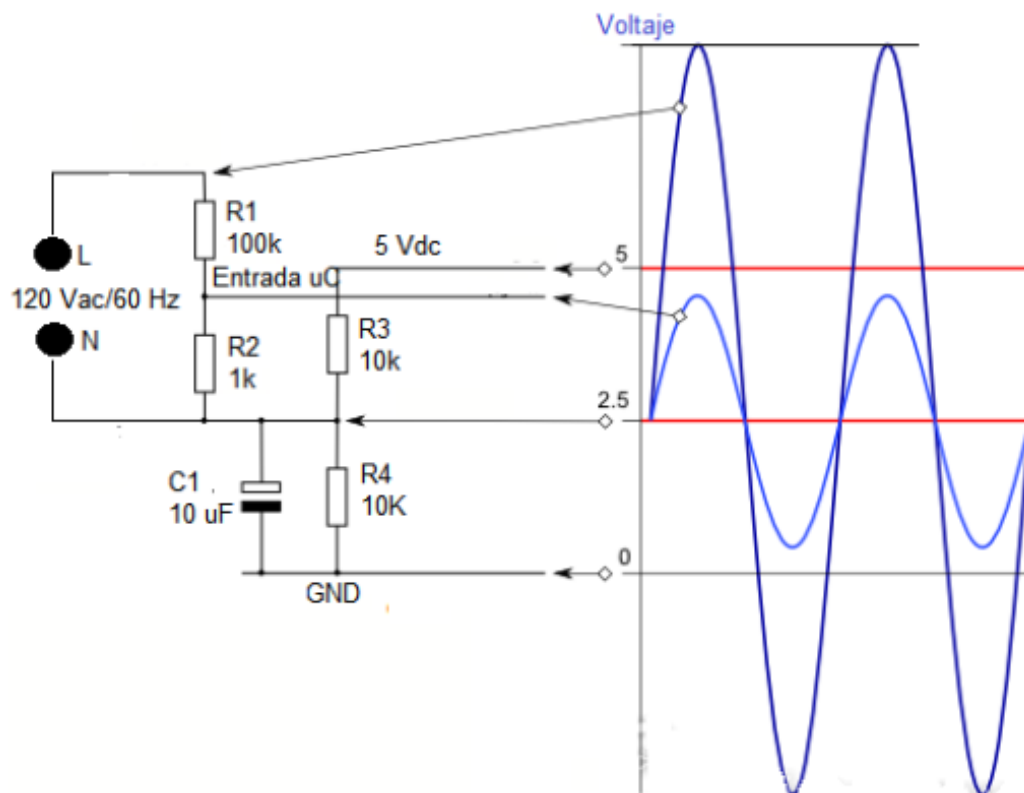 Voltaje
L
120 Vac/60 Hz
N
R1
100k
5 Vdc
Entrada uC
R2
1k
R3
10k
C1
10 uF
R4
10K
GND
5
2.5
0